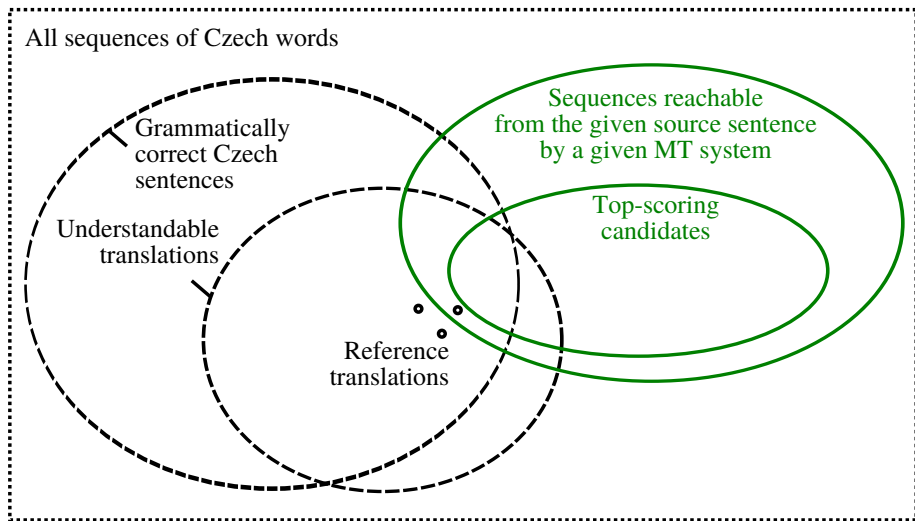 All sequences of Czech words
Grammatically
correct Czech
sentences
Understandable
translations
Reference
translations
Sequences reachable
from the given source sentence
by a given MT system
Top-scoring
candidates